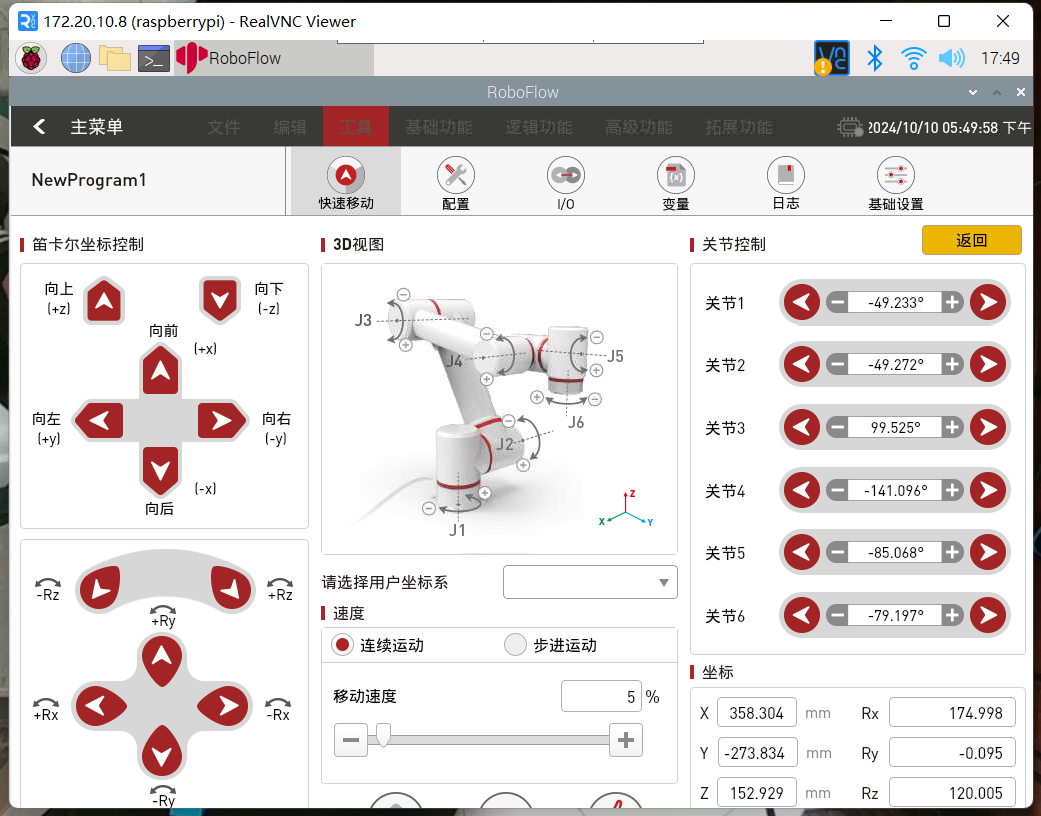 172.20.10.8 (raspberrypi) - RealVNC Viewer
RoboFlow
17:49
RoboFlow
主菜单
文件
编辑
工具
基础功能
逻辑功能
高级功能
拓展功能
2024/10/10 05:49:58 下午
NewProgram1
快速移动
配置
I/O
变量
日志
基础设置
笛卡尔坐标控制
向上
(+z)
向下
(-z)
向前
(+x)
向左
(+y)
向右
(-y)
(-x)
向后
-Rz
+Rz
+Ry
+Rx
-Rx
-Ry
3D视图
J3
J4
J5
J6
J2
J1
Z
X
Y
请选择用户坐标系
速度
连续运动
步进运动
移动速度
5 %
关节控制
返回
关节1
-49.233°
关节2
-49.272°
关节3
99.525°
关节4
-141.096°
关节5
-85.068°
关节6
-79.197°
坐标
X 358.304 mm Rx 174.998
Y -273.834 mm Ry -0.095
Z 152.929 mm Rz 120.005